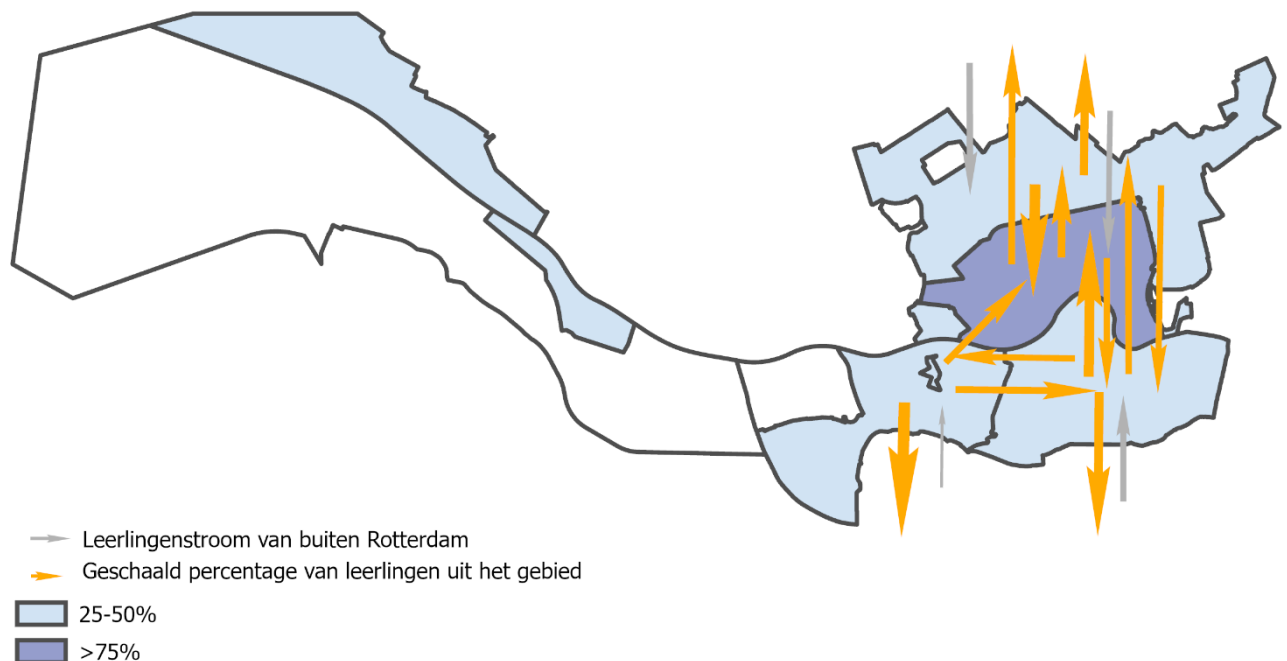 Leerlingenstroom van buiten Rotterdam
Geschaald percentage van leerlingen uit het gebied
25-50%
>75%